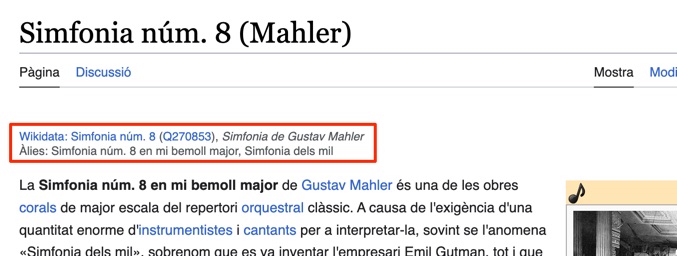 Simfonia núm. 8 (Mahler)
Pàgina Discussió Mostra Modi
Wikidata: Simfonia núm. 8 (Q270853), Simfonia de Gustav Mahler
Àlies: Simfonia núm. 8 en mi bemoll major, Simfonia dels mil
La Simfonia núm. 8 en mi bemoll major de Gustav Mahler és una de les obres
corals de major escala del repertori orquestral clàssic. A causa de l'exigència d'una
quantitat enorme d'instrumentistes i cantants per a interpretar-la, sovint se l'anomena
«Simfonia dels mil», sobrenom que es va inventar l'empresari Emil Gutman, tot i que